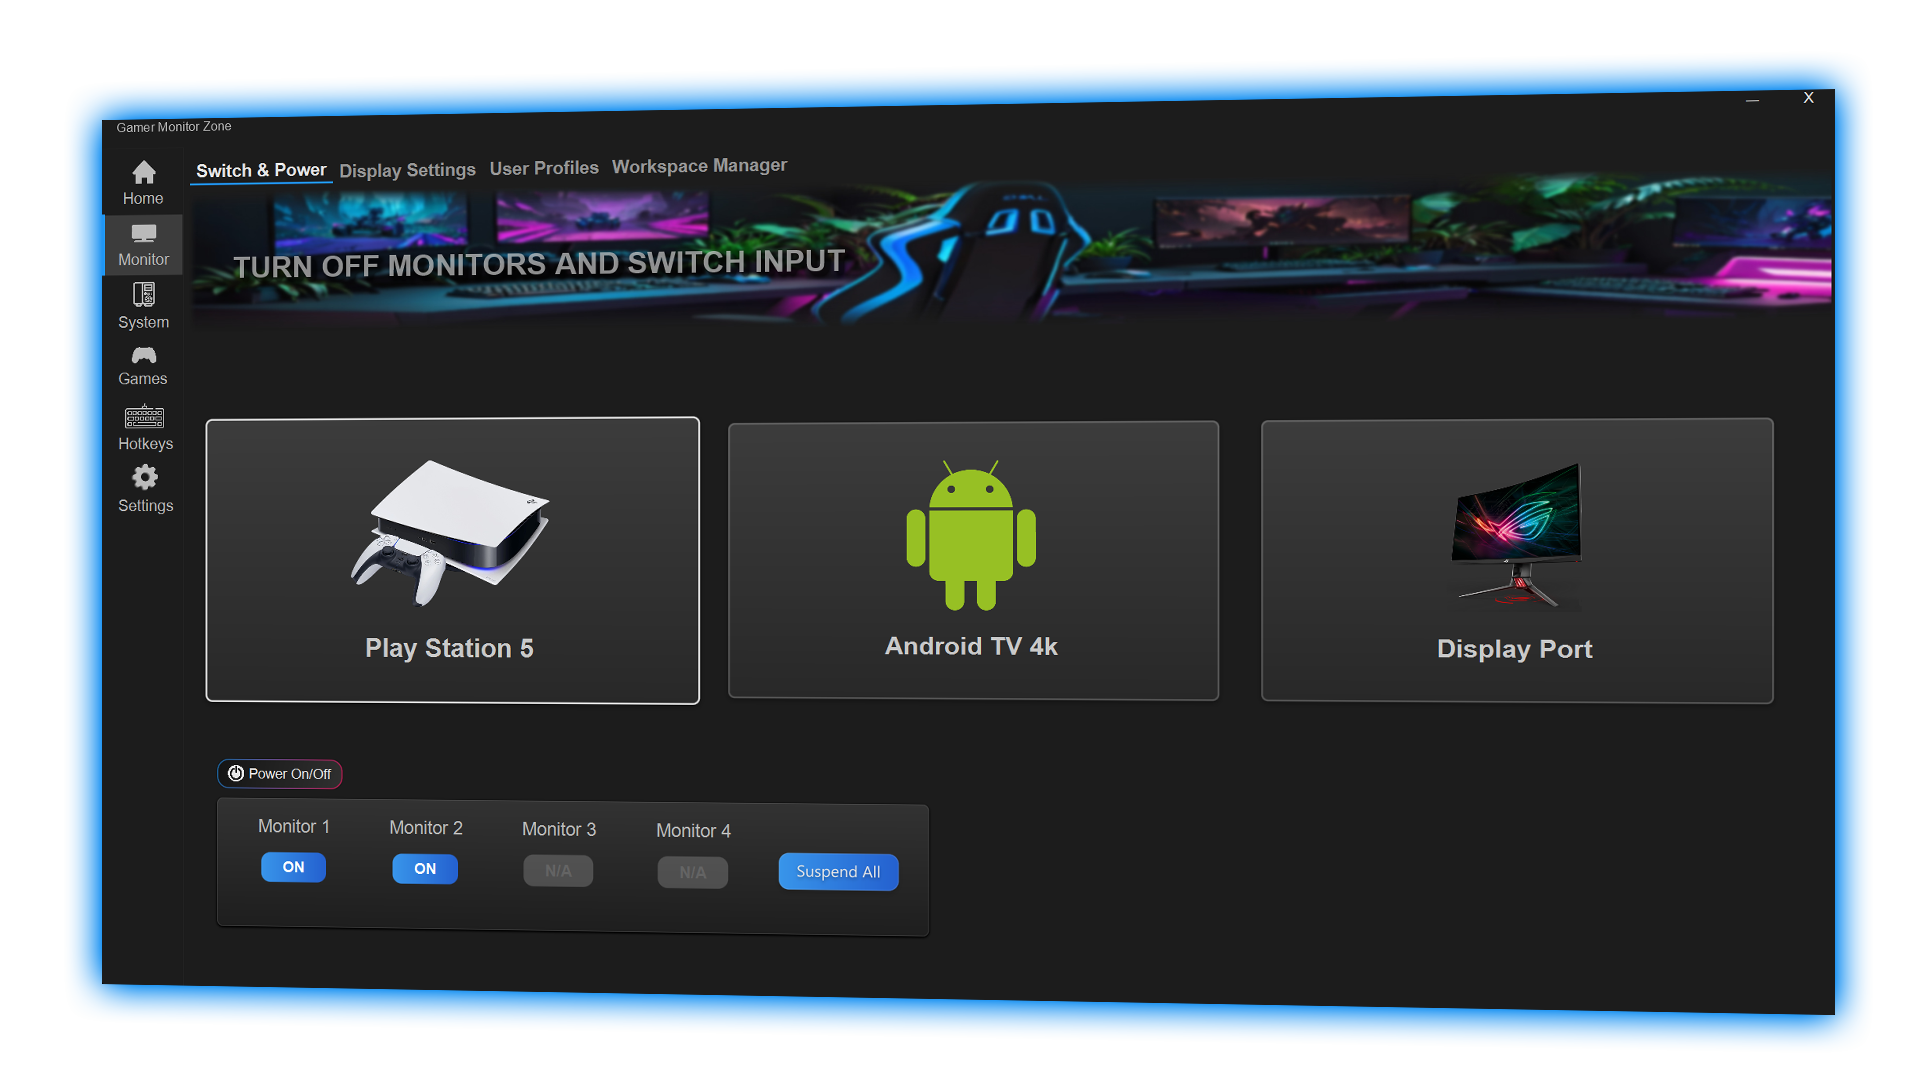 Gamer Monitor Zone
X
Home
Monitor
System
Games
Hotkeys
Settings
Switch & Power
Display Settings
User Profiles
Workspace Manager
TURN OFF MONITORS AND SWITCH INPUT
Play Station 5
Android TV 4k
Display Port
Power On/Off
Monitor 1
Monitor 2
Monitor 3
Monitor 4
ON
ON
N/A
N/A
Suspend All